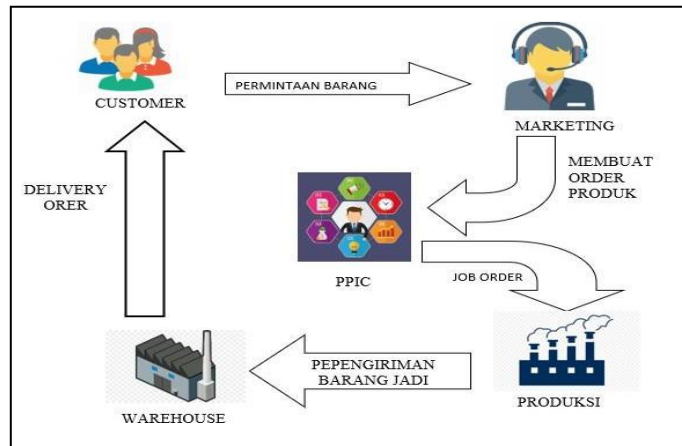 CUSTOMER
PERMINTAAN BARANG
MARKETING
MEMBUAT
ORDER
PRODUK
DELIVERY
ORER
PPIC
JOB ORDER
PEPENGIRIMAN
BARANG JADI
PRODUKSI
WAREHOUSE